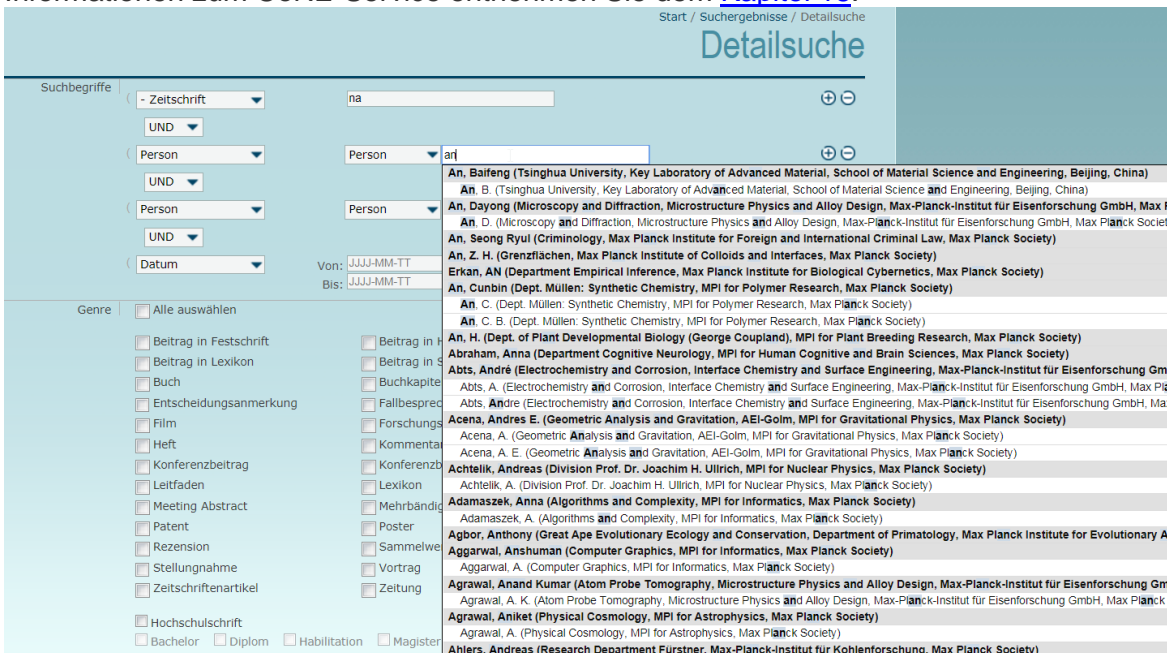 Informationen zum CoNE-Service entnehmen Sie dem
Start / Suchergebnisse / Detailsuche
Detailsuche
Suchbegriffe
( - Zeitschrift na
UND
( Person Person an
UND
( Person Person
UND
( Datum Von: JJJJ-MM-TT
Bis: JJJJ-MM-TT
An, Baifeng (Tsinghua University, Key Laboratory of Advanced Material, School of Material Science and Engineering, Beijing, China)
An, B. (Tsinghua University, Key Laboratory of Advanced Material, School of Material Science and Engineering, Beijing, China)
An, Dayong (Microscopy and Diffraction, Microstructure Physics and Alloy Design, Max-Planck-Institut für Eisenforschung GmbH, Max
An, D. (Microscopy and Diffraction, Microstructure Physics and Alloy Design, Max-Planck-Institut für Eisenforschung GmbH, Max Planck Societ
An, Seong Ryul (Criminology, Max Planck Institute for Foreign and International Criminal Law, Max Planck Society)
An, Z. H. (Grenzflächen, Max Planck Institute of Colloids and Interfaces, Max Planck Society)
Erkan, AN (Department Empirical Inference, Max Planck Institute for Biological Cybernetics, Max Planck Society)
An, Cunbin (Dept. Müllen: Synthetic Chemistry, MPI for Polymer Research, Max Planck Society)
An, C. (Dept. Müllen: Synthetic Chemistry, MPI for Polymer Research, Max Planck Society)
An, C. B. (Dept. Müllen: Synthetic Chemistry, MPI for Polymer Research, Max Planck Society)
An, H. (Dept. of Plant Developmental Biology (George Coupland), MPI for Plant Breeding Research, Max Planck Society)
Abraham, Anna (Department Cognitive Neurology, MPI for Human Cognitive and Brain Sciences, Max Planck Society)
Abts, André (Electrochemistry and Corrosion, Interface Chemistry and Surface Engineering, Max-Planck-Institut für Eisenforschung Gm
Abts, A. (Electrochemistry and Corrosion, Interface Chemistry and Surface Engineering, Max-Planck-Institut für Eisenforschung GmbH, Max Pla
Abts, Andre (Electrochemistry and Corrosion, Interface Chemistry and Surface Engineering, Max-Planck-Institut für Eisenforschung GmbH, Ma
Acena, Andres E. (Geometric Analysis and Gravitation, AEI-Golm, MPI for Gravitational Physics, Max Planck Society)
Acena, A. (Geometric Analysis and Gravitation, AEI-Golm, MPI for Gravitational Physics, Max Planck Society)
Acena, A. E. (Geometric Analysis and Gravitation, AEI-Golm, MPI for Gravitational Physics, Max Planck Society)
Achtelik, Andreas (Division Prof. Dr. Joachim H. Ullrich, MPI for Nuclear Physics, Max Planck Society)
Achtelik, A. (Division Prof. Dr. Joachim H. Ullrich, MPI for Nuclear Physics, Max Planck Society)
Adamaszek, Anna (Algorithms and Complexity, MPI for Informatics, Max Planck Society)
Adamaszek, A. (Algorithms and Complexity, MPI for Informatics, Max Planck Society)
Agbor, Anthony (Great Ape Evolutionary Ecology and Conservation, Department of Primatology, Max Planck Institute for Evolutionary A
Aggarwal, Anshuman (Computer Graphics, MPI for Informatics, Max Planck Society)
Aggarwal, A. (Computer Graphics, MPI for Informatics, Max Planck Society)
Agrawal, Anand Kumar (Atom Probe Tomography, Microstructure Physics and Alloy Design, Max-Planck-Institut für Eisenforschung Gm
Agrawal, A. K. (Atom Probe Tomography, Microstructure Physics and Alloy Design, Max-Planck-Institut für Eisenforschung GmbH, Max Planck
Agrawal, Aniket (Physical Cosmology, MPI for Astrophysics, Max Planck Society)
Agrawal, A. (Physical Cosmology, MPI for Astrophysics, Max Planck Society)
Ahlers, Andreas (Research Department Fürstner, Max-Planck-Institut für Kohlenforschung, Max Planck Society)
Genre Alle auswählen
Beitrag in Festschrift Beitrag in H
Beitrag in Lexikon Beitrag in S
Buch Buchkapite
Entscheidungsanmerkung Fallbesprec
Film Forschungs
Heft Kommentar
Konferenzbeitrag Konferenzb
Leitfaden Lexikon
Meeting Abstract Mehrbändig
Patent Poster
Rezension Sammelwe
Stellungnahme Vortrag
Zeitschriftenartikel Zeitung
Hochschulschrift
Bachelor Diplom Habilitation Magister